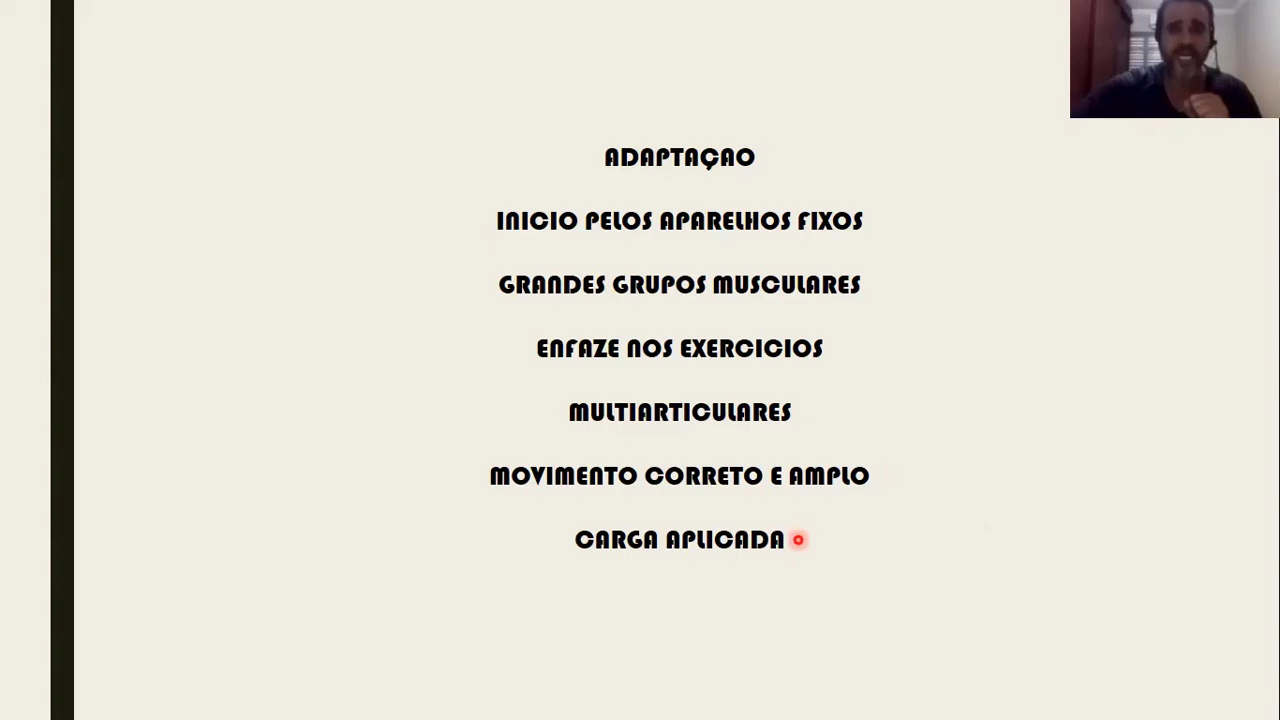 ADAPTAÇAO
INICIO PELOS APARELHOS FIXOS
GRANDES GRUPOS MUSCULARES
ENFAZE NOS EXERCICIOS
MULTIARTICULARES
MOVIMENTO CORRETO E AMPLO
CARGA APLICADA